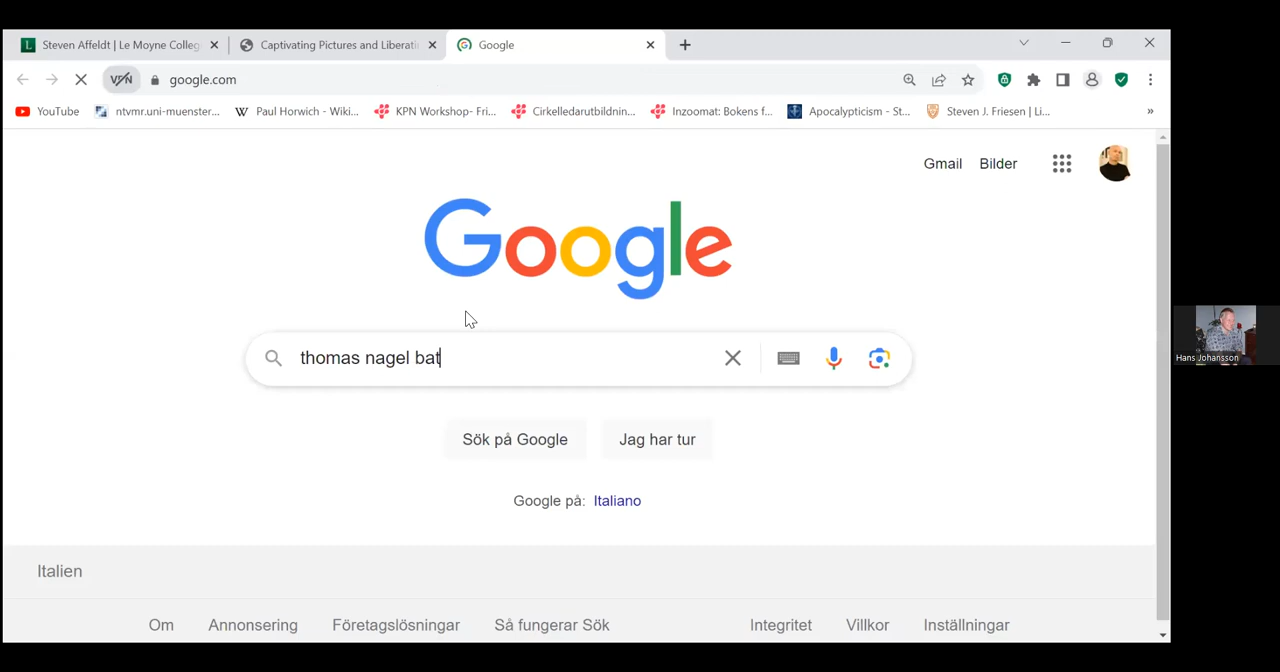 Steven Affeldt | Le Moyne Colleg
Captivating Pictures and Liberati
Google
VPN
google.com
YouTube
ntvmr.uni-muenster...
W
Paul Horwich - Wiki...
KPN Workshop- Fri...
Cirkelledarutbildnin...
Inzoomat: Bokens f...
Apocalypticism - St...
Steven J. Friesen | Li...
»
Gmail
Bilder
Google
thomas nagel bat
Sök på Google
Jag har tur
Google på: Italiano
Hans Johansson
Italien
Om
Annonsering
Företagslösningar
Så fungerar Sök
Integritet
Villkor
Inställningar